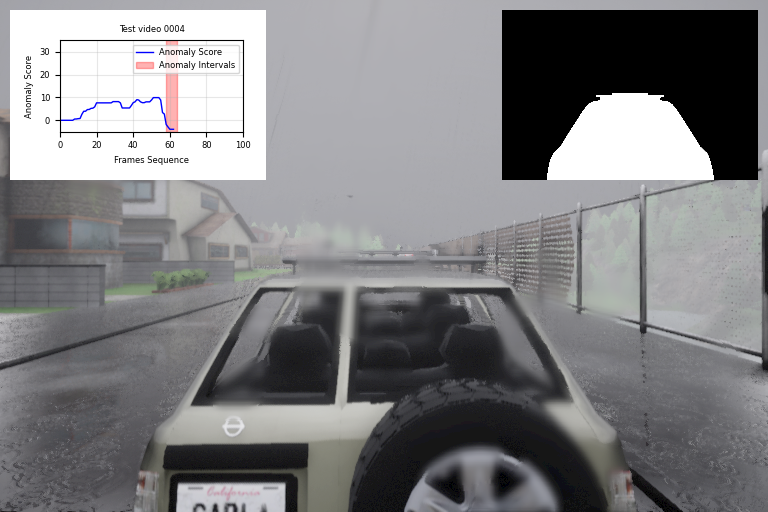 Test video 0004
Anomaly Score
30
20
10
0
Anomaly Score
Anomaly Intervals
0 20 40 60 80 100
Frames Sequence
California